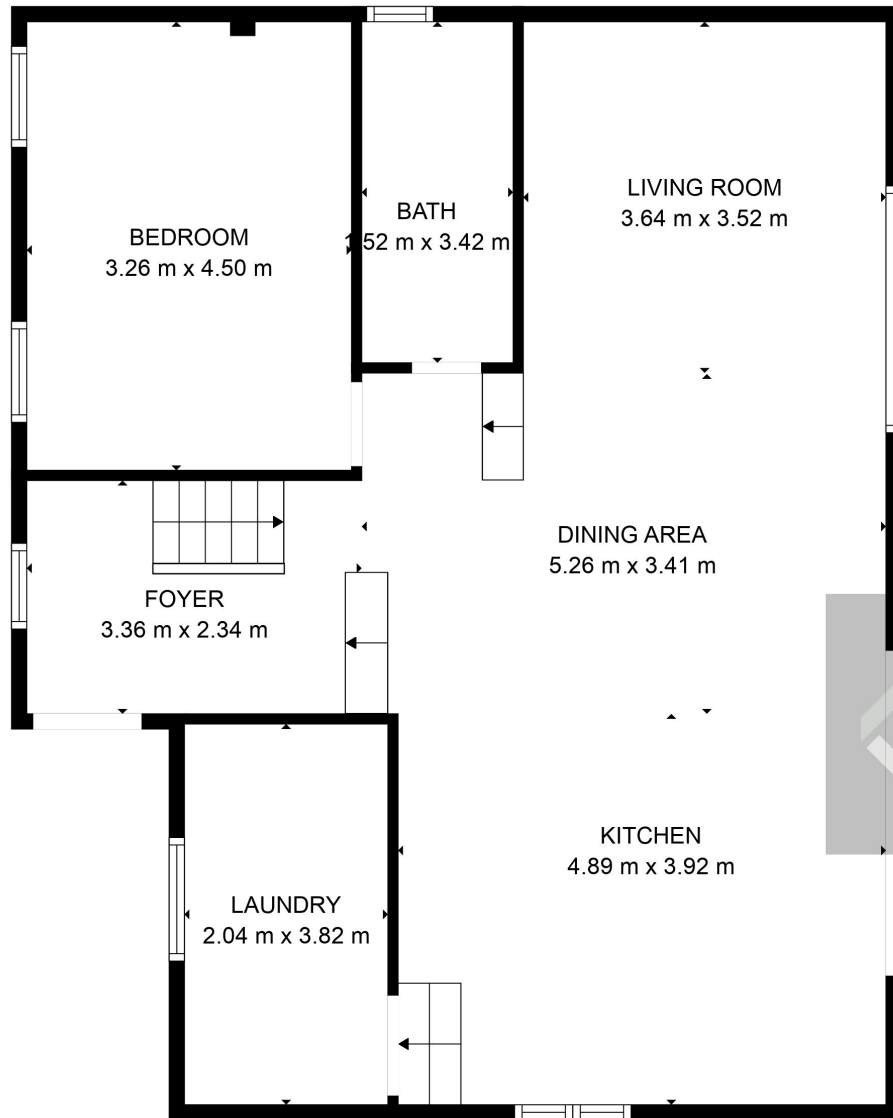 BEDROOM
3.26 m x 4.50 m
BATH
1.52 m x 3.42 m
LIVING ROOM
3.64 m x 3.52 m
DINING AREA
5.26 m x 3.41 m
FOYER
3.36 m x 2.34 m
KITCHEN
4.89 m x 3.92 m
LAUNDRY
2.04 m x 3.82 m